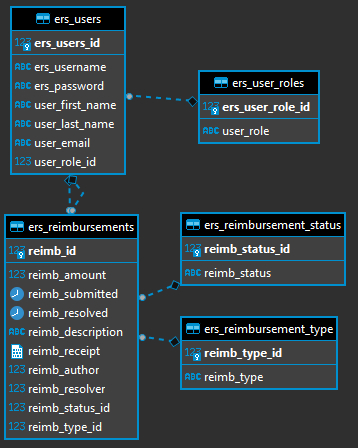 ers_users
123 ers_users_id
ABC ers_username
ABC ers_password
ABC user_first_name
ABC user_last_name
ABC user_email
123 user_role_id
ers_user_roles
123 ers_user_role_id
ABC user_role
ers_reimbursements
123 reimb_id
123 reimb_amount
reimb_submitted
reimb_resolved
ABC reimb_description
reimb_receipt
123 reimb_author
123 reimb_resolver
123 reimb_status_id
123 reimb_type_id
ers_reimbursement_status
123 reimb_status_id
ABC reimb_status
ers_reimbursement_type
123 reimb_type_id
ABC reimb_type